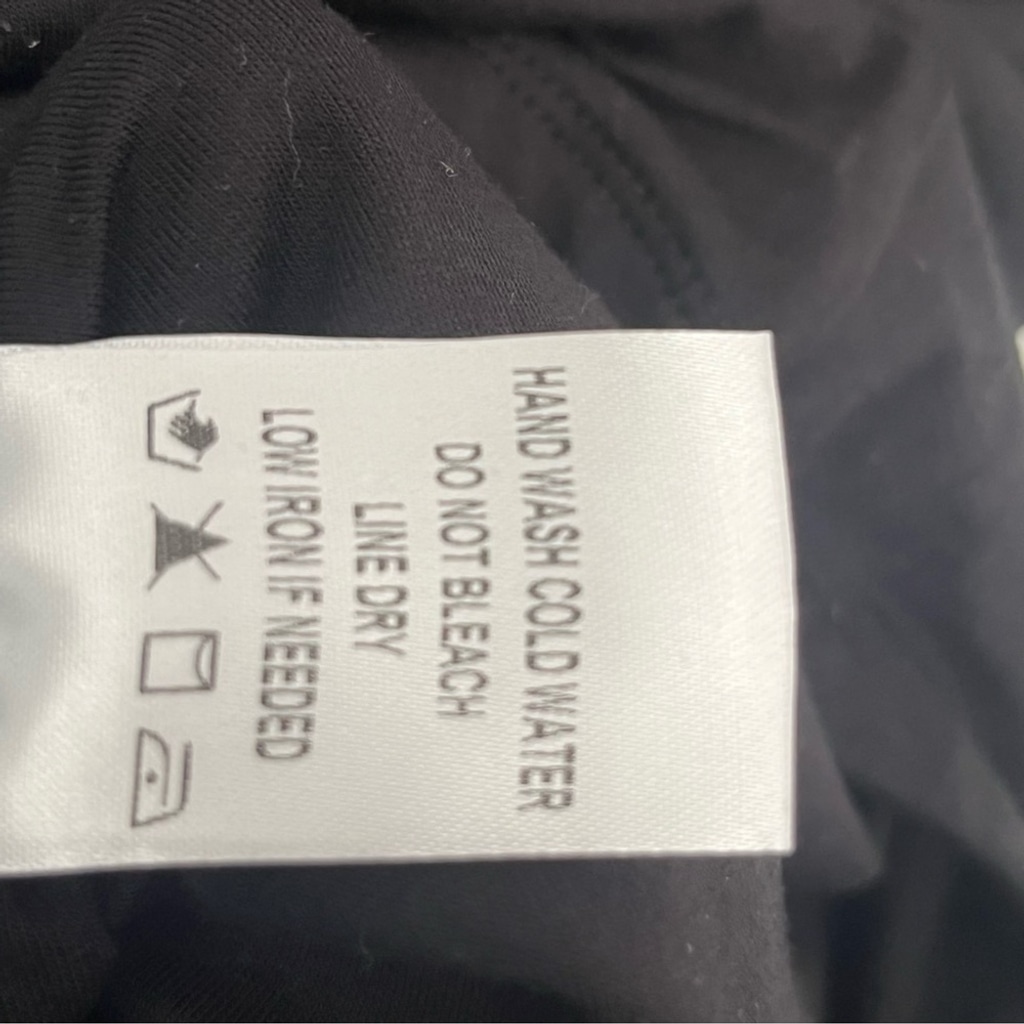 HAND WASH COLD WATER
DO NOT BLEACH
LINE DRY
LOW IRON IF NEEDED